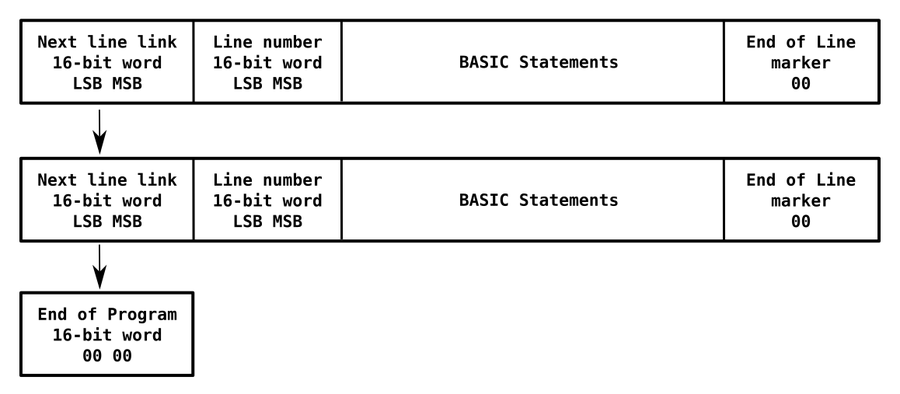 Next line link
16-bit word
LSB MSB
Line number
16-bit word
LSB MSB
BASIC Statements
End of Line
marker
00
Next line link
16-bit word
LSB MSB
Line number
16-bit word
LSB MSB
BASIC Statements
End of Line
marker
00
End of Program
16-bit word
00 00